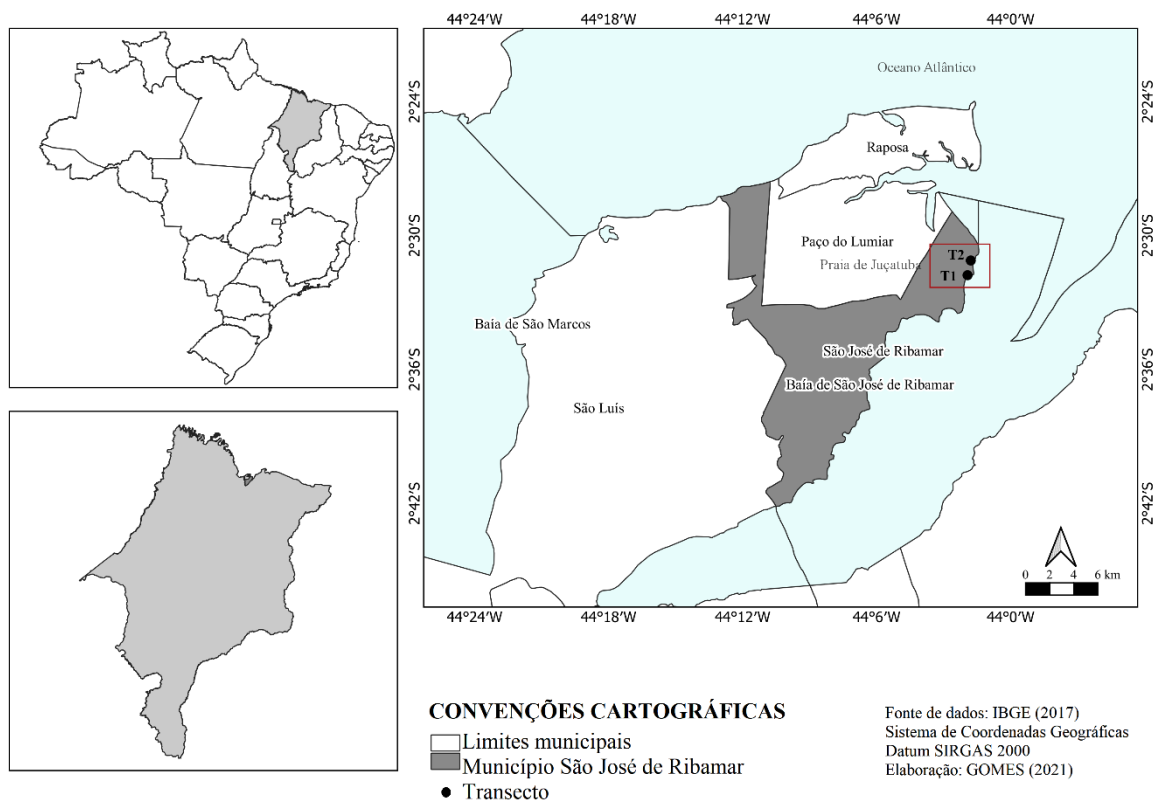 44°24′W 44°18′W 44°12′W 44°6′W 44°0′W
2°24′S 2°24′S
2°30′S 2°30′S
2°36′S 2°36′S
2°42′S 2°42′S
Oceano Atlântico
Raposa
Paço do Lumiar
Praia de Juçatuba
T2
T1
Baía de São Marcos
São José de Ribamar
Baía de São José de Ribamar
São Luís
0 2 4 6 km
44°24′W 44°18′W 44°12′W 44°6′W 44°0′W
CONVENÇÕES CARTOGRÁFICAS
Limites municipais
Município São José de Ribamar
Transecto
Fonte de dados: IBGE (2017)
Sistema de Coordenadas Geográficas
Datum SIRGAS 2000
Elaboração: GOMES (2021)